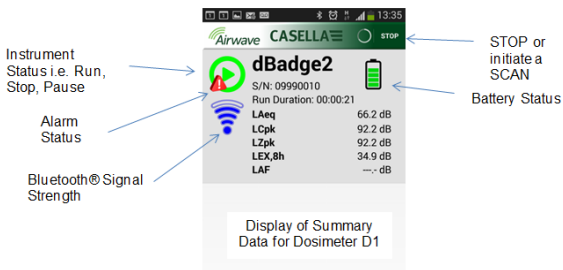 13:35
Airwave CASELLA STOP
dBadge2
S/N: 09990010
Run Duration: 00:00:21
LAeq 66.2 dB
LCpk 92.2 dB
LZpk 92.2 dB
LEX,8h 34.9 dB
LAF ---.- dB
Instrument
Status i.e. Run,
Stop, Pause
Alarm
Status
Bluetooth® Signal
Strength
STOP or
initiate a
SCAN
Battery Status
Display of Summary
Data for Dosimeter D1